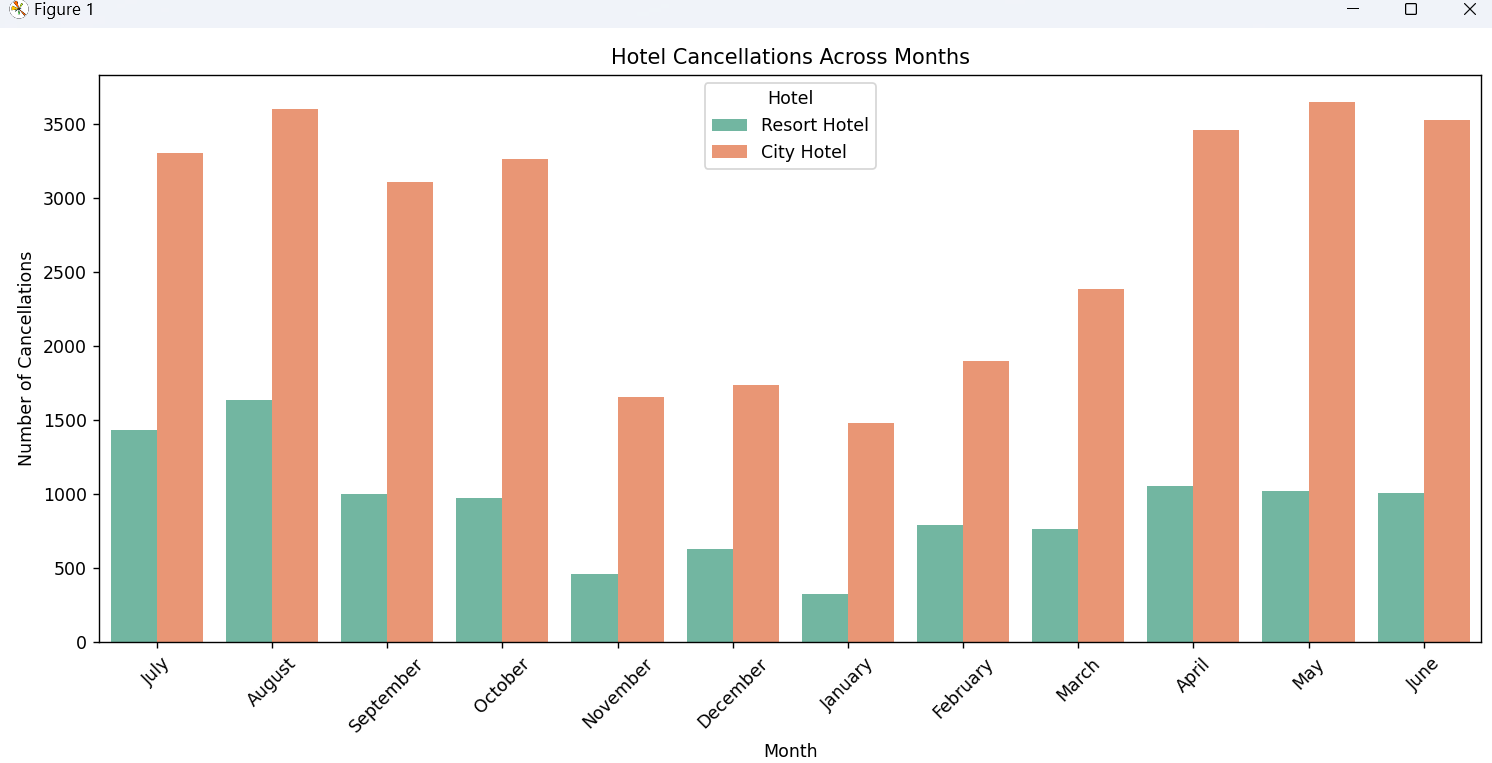 Figure 1
Hotel Cancellations Across Months
Hotel
Resort Hotel
City Hotel
Number of Cancellations
3500
3000
2500
2000
1500
1000
500
0
July
August
September
October
November
December
January
February
March
April
May
June
Month